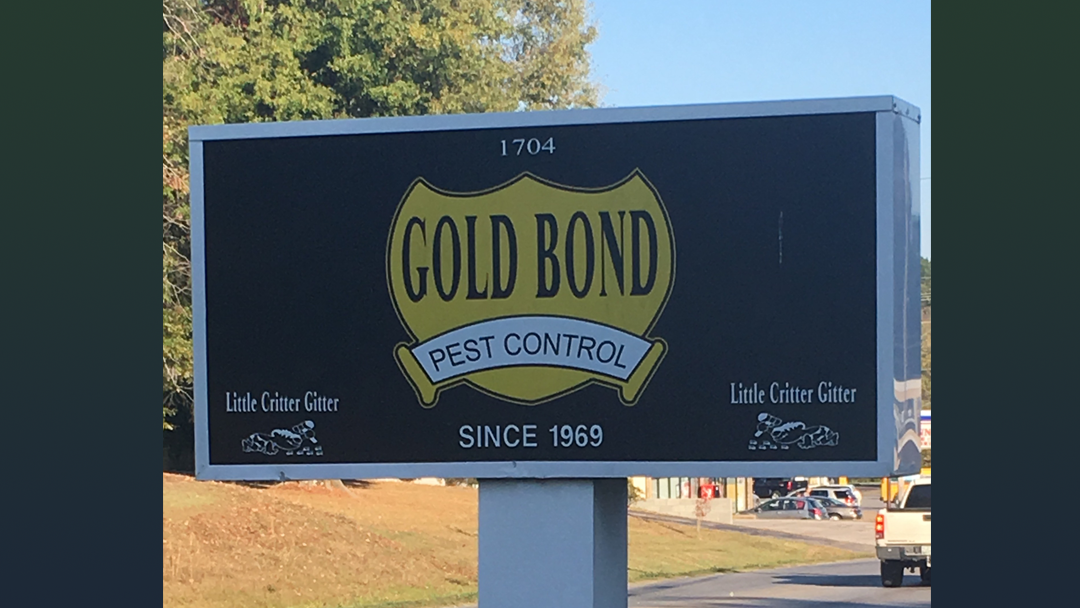 1704
GOLD BOND
PEST CONTROL
Little Critter Gitter
Little Critter Gitter
SINCE 1969